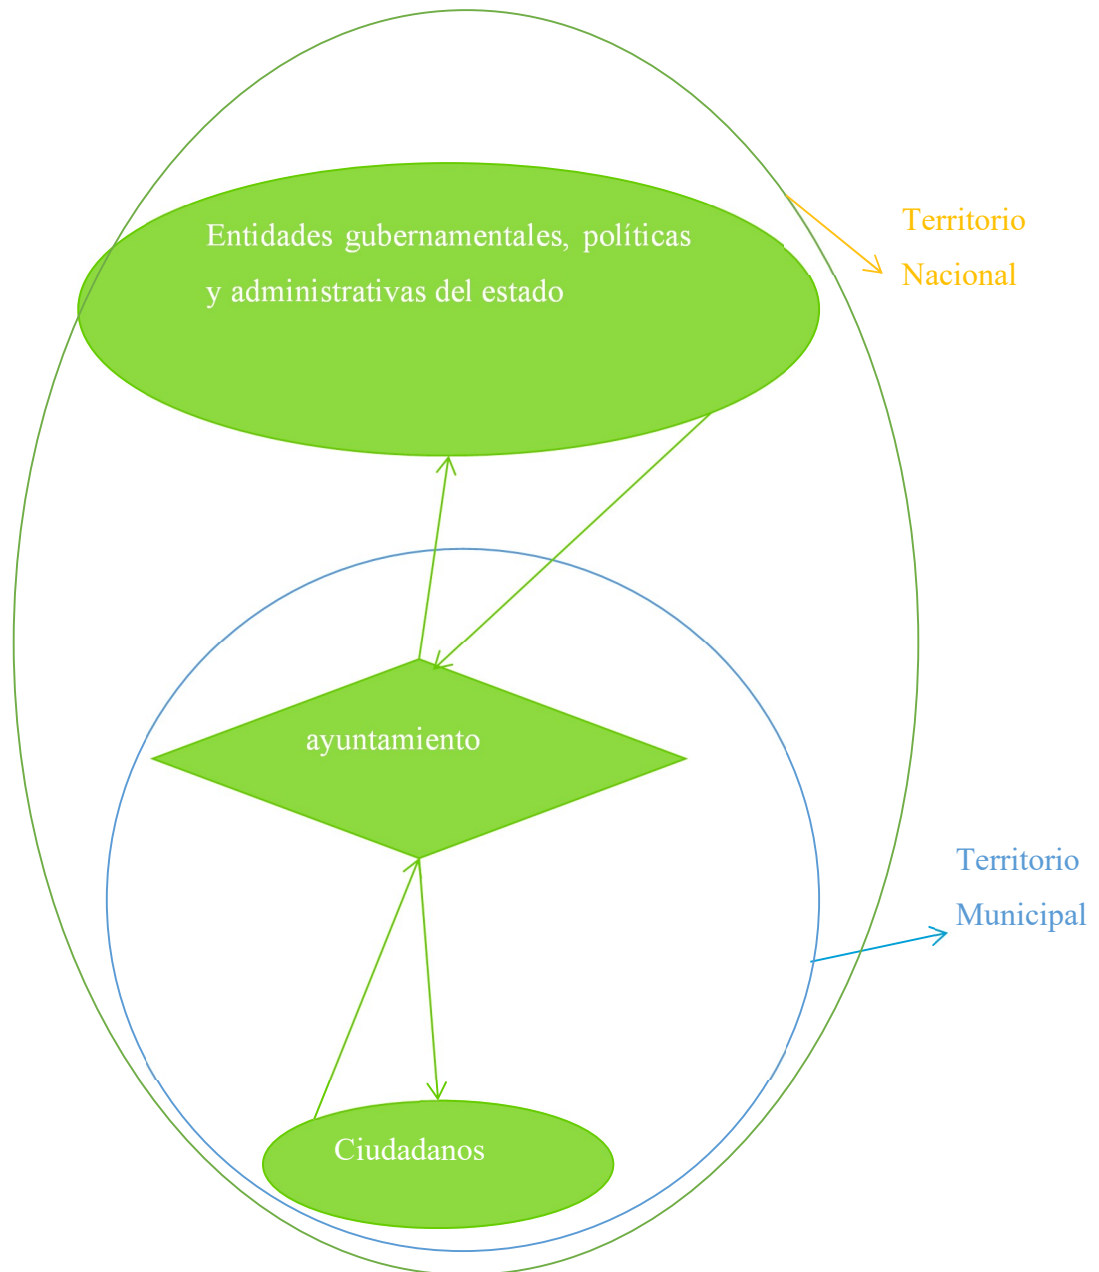 Entidades gubernamentales, políticas
y administrativas del estado
Territorio
Nacional
ayuntamiento
Territorio
Municipal
Ciudadanos